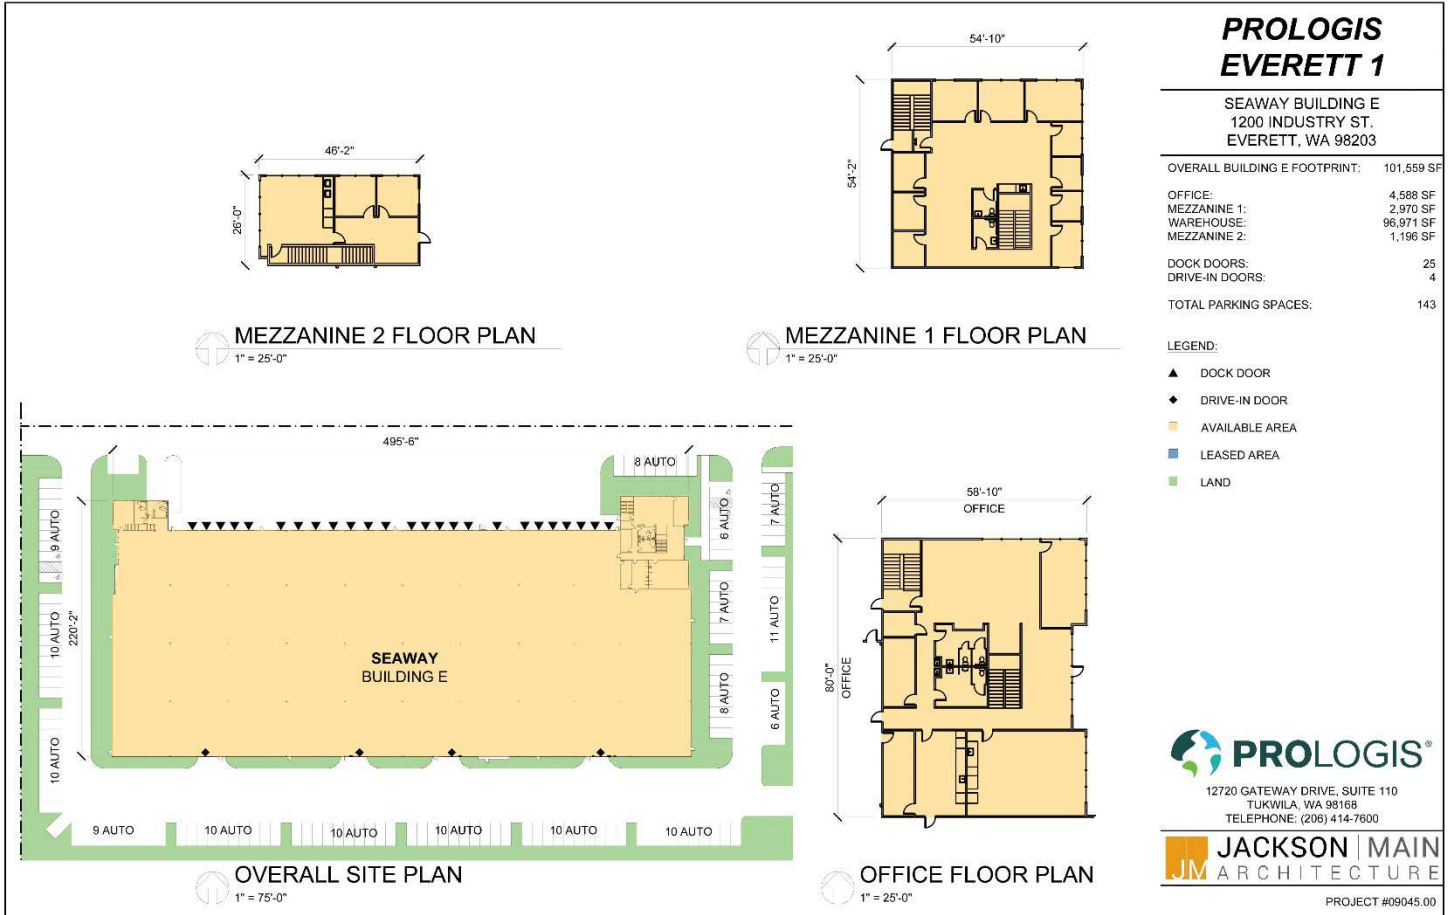 46'-2"
26'-0"
MEZZANINE 2 FLOOR PLAN
1" = 25'-0"
54'-10"
54'-2"
MEZZANINE 1 FLOOR PLAN
1" = 25'-0"
PROLOGIS
EVERETT 1
SEAWAY BUILDING E
1200 INDUSTRY ST.
EVERETT, WA 98203
OVERALL BUILDING E FOOTPRINT: 101,559 SF
OFFICE: 4,588 SF
MEZZANINE 1: 2,970 SF
WAREHOUSE: 96,971 SF
MEZZANINE 2: 1,196 SF
DOCK DOORS: 25
DRIVE-IN DOORS: 4
TOTAL PARKING SPACES: 143
LEGEND:
DOCK DOOR
DRIVE-IN DOOR
AVAILABLE AREA
LEASED AREA
LAND
495'-6"
220'-2"
8 AUTO
9 AUTO
10 AUTO
10 AUTO
6 AUTO
7 AUTO
7 AUTO
11 AUTO
8 AUTO
6 AUTO
SEAWAY
BUILDING E
9 AUTO
10 AUTO
10 AUTO
10 AUTO
10 AUTO
10 AUTO
OVERALL SITE PLAN
1" = 75'-0"
58'-10"
OFFICE
80'-0"
OFFICE
OFFICE FLOOR PLAN
1" = 25'-0"
PROLOGIS®
12720 GATEWAY DRIVE, SUITE 110
TUKWILA, WA 98168
TELEPHONE: (206) 414-7600
JM JACKSON | MAIN
ARCHITECTURE
PROJECT #09045.00